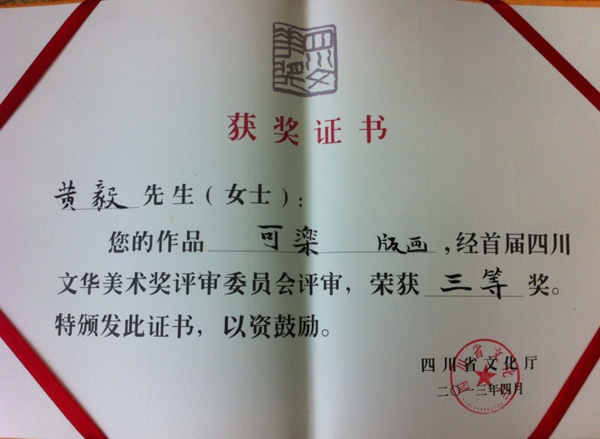 获奖证书
黄毅 先生（女士）：
您的作品 可 版画，经首届四川
文华美术奖评审委员会评审，荣获 三等 奖。
特颁发此证书，以资鼓励。
四川省文化厅
二〇一三年四月